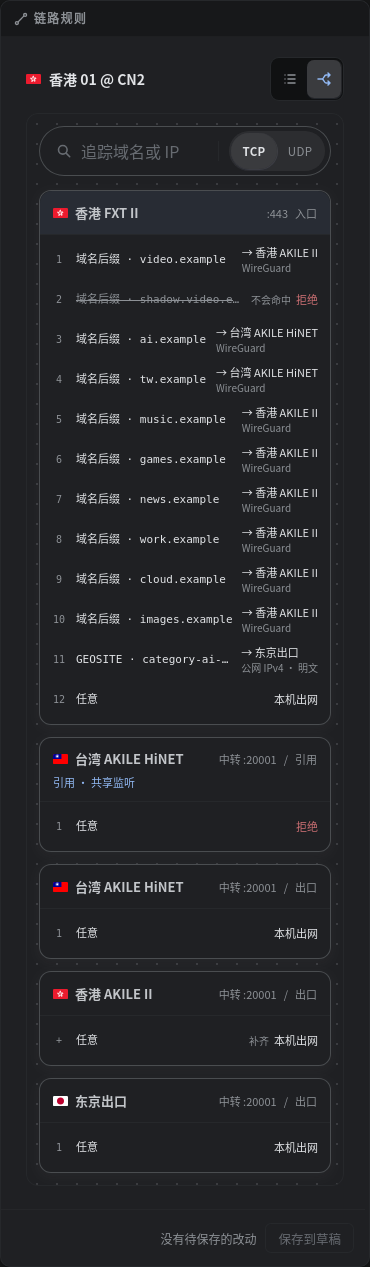 链路规则
香港 01 @ CN2
追踪域名或 IP
TCP
UDP
香港 FXT II
:443 入口
1 域名后缀 · video.example → 香港 AKILE II
WireGuard
2 域名后缀 · shadow.video.e… 不会命中 拒绝
3 域名后缀 · ai.example → 台湾 AKILE HiNET
WireGuard
4 域名后缀 · tw.example → 台湾 AKILE HiNET
WireGuard
5 域名后缀 · music.example → 香港 AKILE II
WireGuard
6 域名后缀 · games.example → 香港 AKILE II
WireGuard
7 域名后缀 · news.example → 香港 AKILE II
WireGuard
8 域名后缀 · work.example → 香港 AKILE II
WireGuard
9 域名后缀 · cloud.example → 香港 AKILE II
WireGuard
10 域名后缀 · images.example → 香港 AKILE II
WireGuard
11 GEOSITE · category-ai-… → 东京出口
公网 IPv4 · 明文
12 任意 本机出网
台湾 AKILE HiNET 中转 :20001 / 引用
引用 · 共享监听
1 任意 拒绝
台湾 AKILE HiNET 中转 :20001 / 出口
1 任意 本机出网
香港 AKILE II 中转 :20001 / 出口
+ 任意 补齐 本机出网
东京出口 中转 :20001 / 出口
1 任意 本机出网
没有待保存的改动 保存到草稿